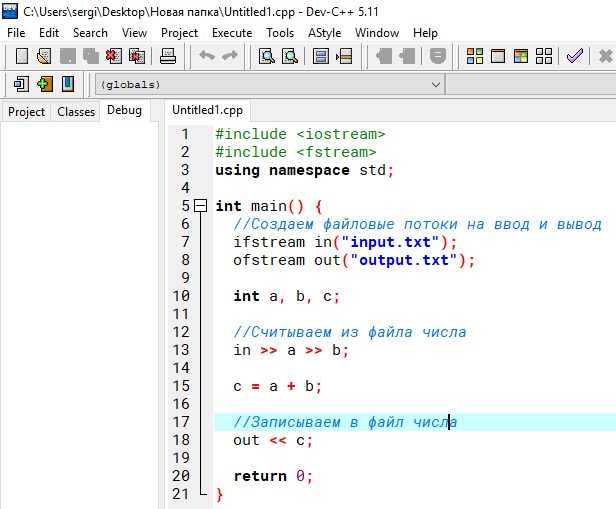 C:\Users\sergi\Desktop\Новая папка\Untitled1.cpp - Dev-C++ 5.11
File Edit Search View Project Execute Tools AStyle Window Help
(globals)
Project Classes Debug Untitled1.cpp
1 #include <iostream>
2 #include <fstream>
3 using namespace std;
4
5 int main() {
6 //Создаем файловые потоки на ввод и вывод
7 ifstream in("input.txt");
8 ofstream out("output.txt");
9
10 int a, b, c;
11
12 //Считываем из файла числа
13 in >> a >> b;
14
15 c = a + b;
16
17 //Записываем в файл числа
18 out << c;
19
20 return 0;
21 }